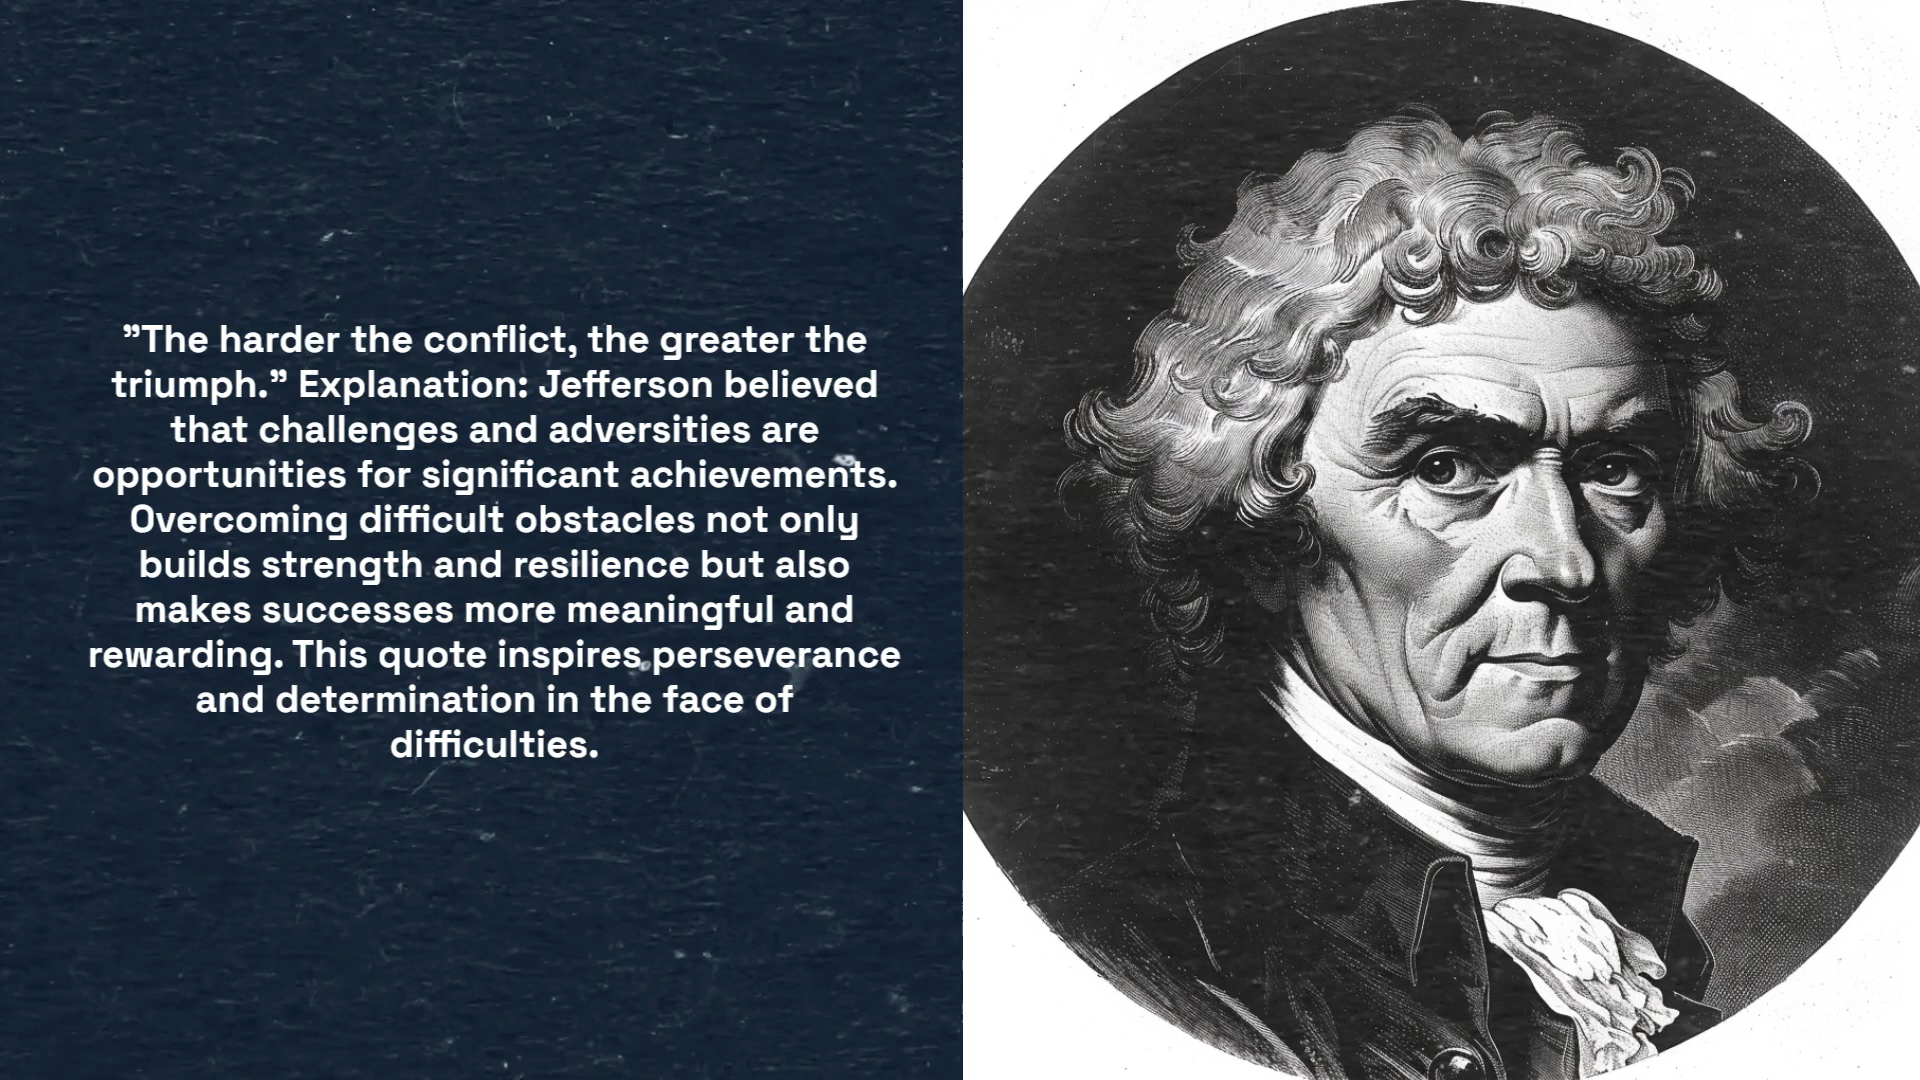 ”The harder the conflict, the greater the
triumph.” Explanation: Jefferson believed
that challenges and adversities are
opportunities for significant achievements.
Overcoming difficult obstacles not only
builds strength and resilience but also
makes successes more meaningful and
rewarding. This quote inspires perseverance
and determination in the face of
difficulties.